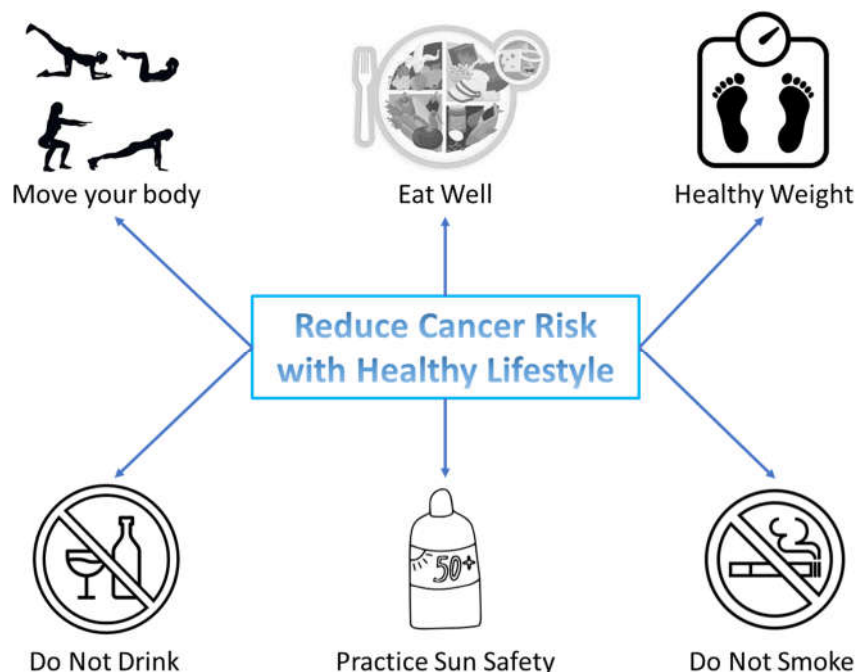 Move your body
Eat Well
Healthy Weight
Reduce Cancer Risk
with Healthy Lifestyle
50+
Do Not Drink
Practice Sun Safety
Do Not Smoke